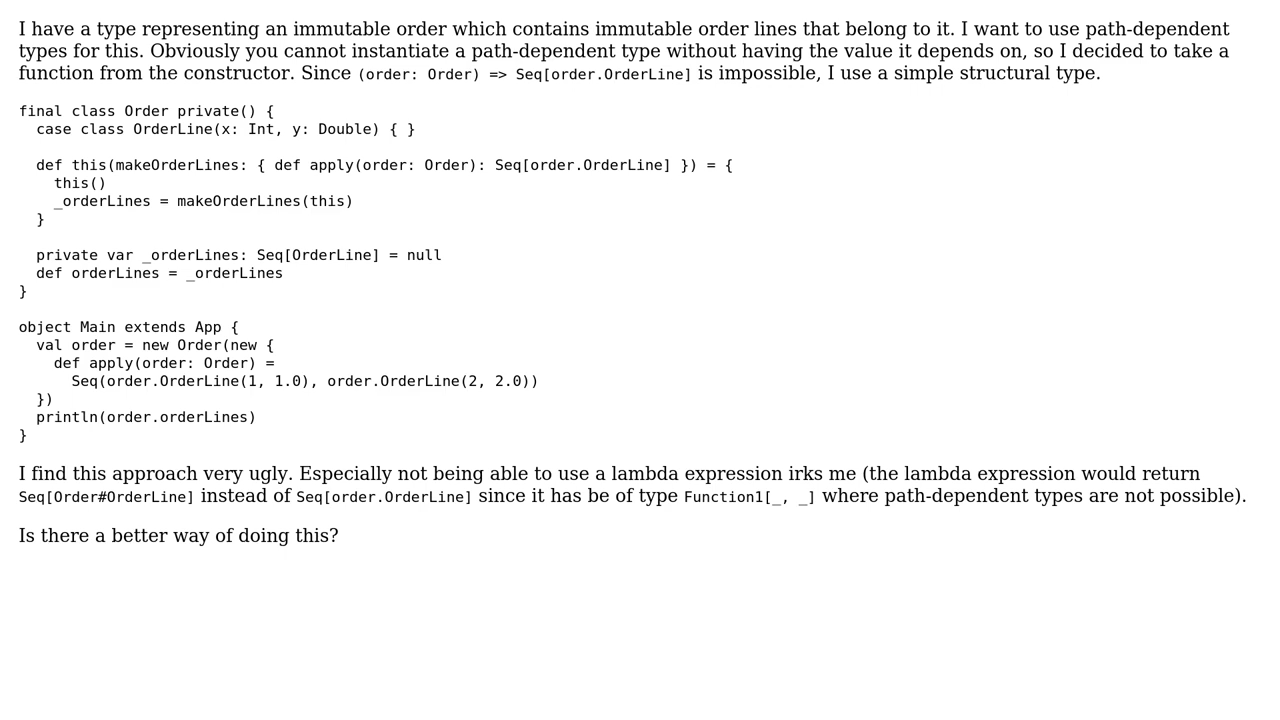 I have a type representing an immutable order which contains immutable order lines that belong to it. I want to use path-dependent
types for this. Obviously you cannot instantiate a path-dependent type without having the value it depends on, so I decided to take a
function from the constructor. Since (order: Order) => Seq[order.OrderLine] is impossible, I use a simple structural type.
final class Order private() {
  case class OrderLine(x: Int, y: Double) { }
  def this(makeOrderLines: { def apply(order: Order): Seq[order.OrderLine] }) = {
    this()
    _orderLines = makeOrderLines(this)
  }
  private var _orderLines: Seq[OrderLine] = null
  def orderLines = _orderLines
}
object Main extends App {
  val order = new Order(new {
    def apply(order: Order) =
      Seq(order.OrderLine(1, 1.0), order.OrderLine(2, 2.0))
  })
  println(order.orderLines)
}
I find this approach very ugly. Especially not being able to use a lambda expression irks me (the lambda expression would return
Seq[Order#OrderLine] instead of Seq[order.OrderLine] since it has be of type Function1[_, _] where path-dependent types are not possible).
Is there a better way of doing this?